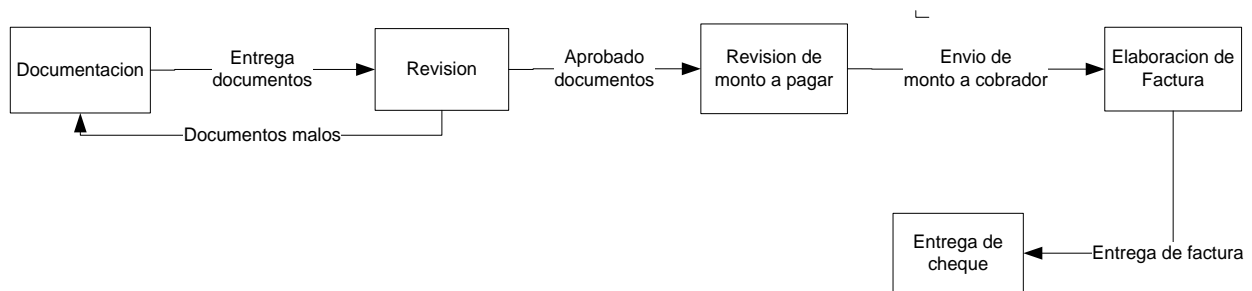 Documentacion
Entrega
documentos
Revision
Aprobado
documentos
Revision de
monto a pagar
Envio de
monto a cobrador
Elaboracion de
Factura
Documentos malos
Entrega de
cheque
Entrega de factura